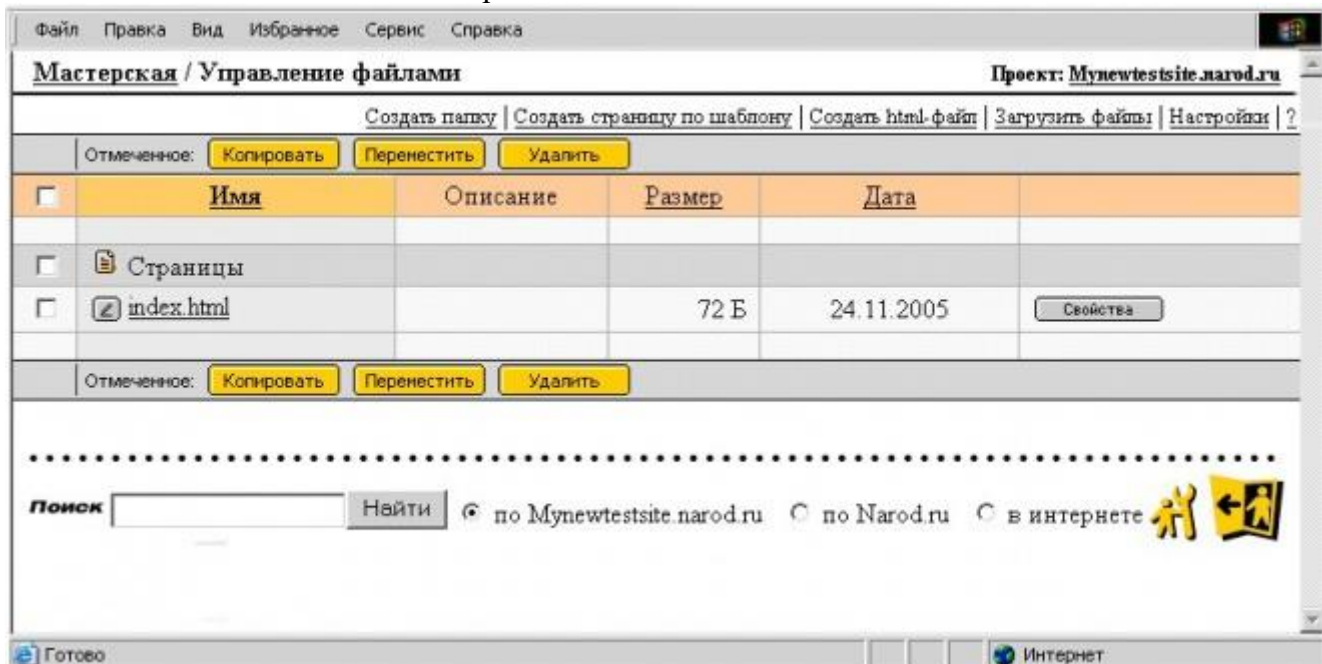 Файл Правка Вид Избранное Сервис Справка
Мастерская / Управление файлами Проект: Mynewtestsite.narod.ru
Создать папку | Создать страницу по шаблону | Создать html-файл | Загрузить файлы | Настройки | ?
Отмеченное: Копировать Переместить Удалить
Имя Описание Размер Дата
Страницы
index.html 72 Б 24.11.2005 Свойства
Отмеченное: Копировать Переместить Удалить
Поиск Найти по Mynewtestsite.narod.ru по Narod.ru в интернете
Готово Интернет